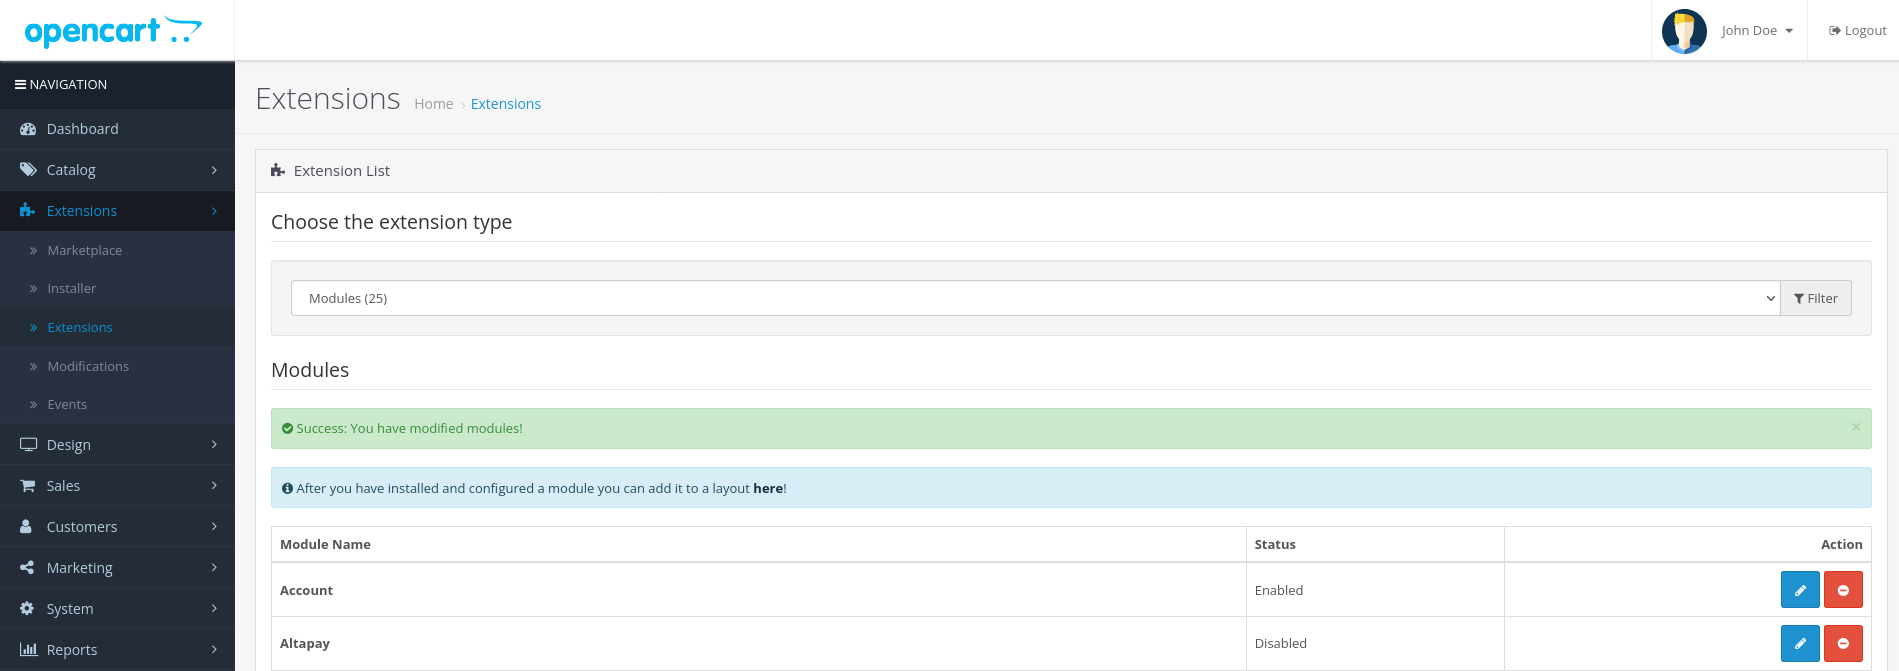 opencart
John Doe
Logout
NAVIGATION
Dashboard
Catalog
Extensions
Marketplace
Installer
Extensions
Modifications
Events
Design
Sales
Customers
Marketing
System
Reports
Extensions Home › Extensions
Extension List
Choose the extension type
Modules (25) Filter
Modules
Success: You have modified modules! ×
After you have installed and configured a module you can add it to a layout here!
Module Name Status Action
Account Enabled
Altapay Disabled